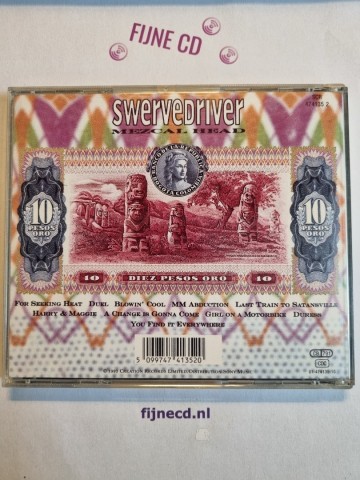 FIJNE CD
swervedriver
MEZCAL HEAD
10
PESOS
ORO
10
PESOS
ORO
10 DIEZ PESOS ORO 10
For Seeking Heat Duel Blowin' Cool MM Abduction Last Train to Satansville
Harry & Maggie A Change is Gonna Come Girl on a Motorbike Duress
You Find it Everywhere
5 099747 413520
fijnecd.nl